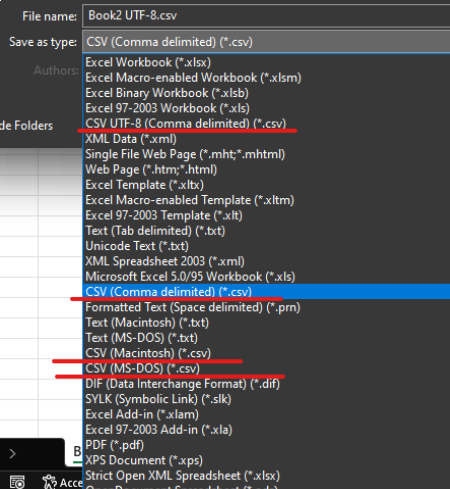 File name: Book2 UTF-8.csv
Save as type: CSV (Comma delimited) (*.csv)
Authors:
Excel Workbook (*.xlsx)
Excel Macro-enabled Workbook (*.xlsm)
Excel Binary Workbook (*.xlsb)
Excel 97-2003 Workbook (*.xls)
de Folders
CSV UTF-8 (Comma delimited) (*.csv)
XML Data (*.xml)
Single File Web Page (*.mht;*.mhtml)
Web Page (*.htm;*.html)
Excel Template (*.xltx)
Excel Macro-enabled Template (*.xltm)
Excel 97-2003 Template (*.xlt)
Text (Tab delimited) (*.txt)
Unicode Text (*.txt)
XML Spreadsheet 2003 (*.xml)
Microsoft Excel 5.0/95 Workbook (*.xls)
CSV (Comma delimited) (*.csv)
Formatted Text (Space delimited) (*.prn)
Text (Macintosh) (*.txt)
Text (MS-DOS) (*.txt)
CSV (Macintosh) (*.csv)
CSV (MS-DOS) (*.csv)
DIF (Data Interchange Format) (*.dif)
SYLK (Symbolic Link) (*.slk)
Excel Add-in (*.xlam)
Excel 97-2003 Add-in (*.xla)
PDF (*.pdf)
B
XPS Document (*.xps)
Strict Open XML Spreadsheet (*.xlsx)
Acce